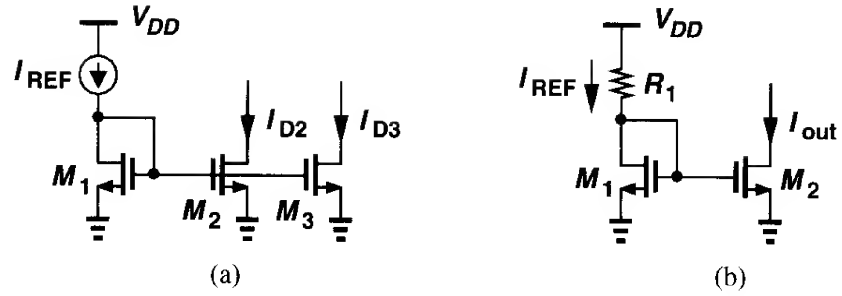 V_DD
I_REF
I_D2
I_D3
M_1
M_2
M_3
(a)
V_DD
I_REF
R_1
I_out
M_1
M_2
(b)